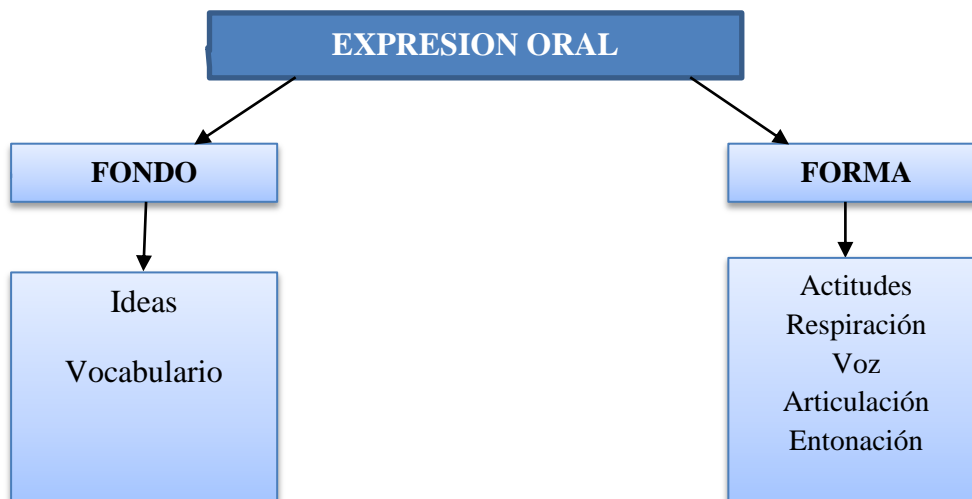 EXPRESION ORAL
FONDO
FORMA
Ideas
Vocabulario
Actitudes
Respiración
Voz
Articulación
Entonación